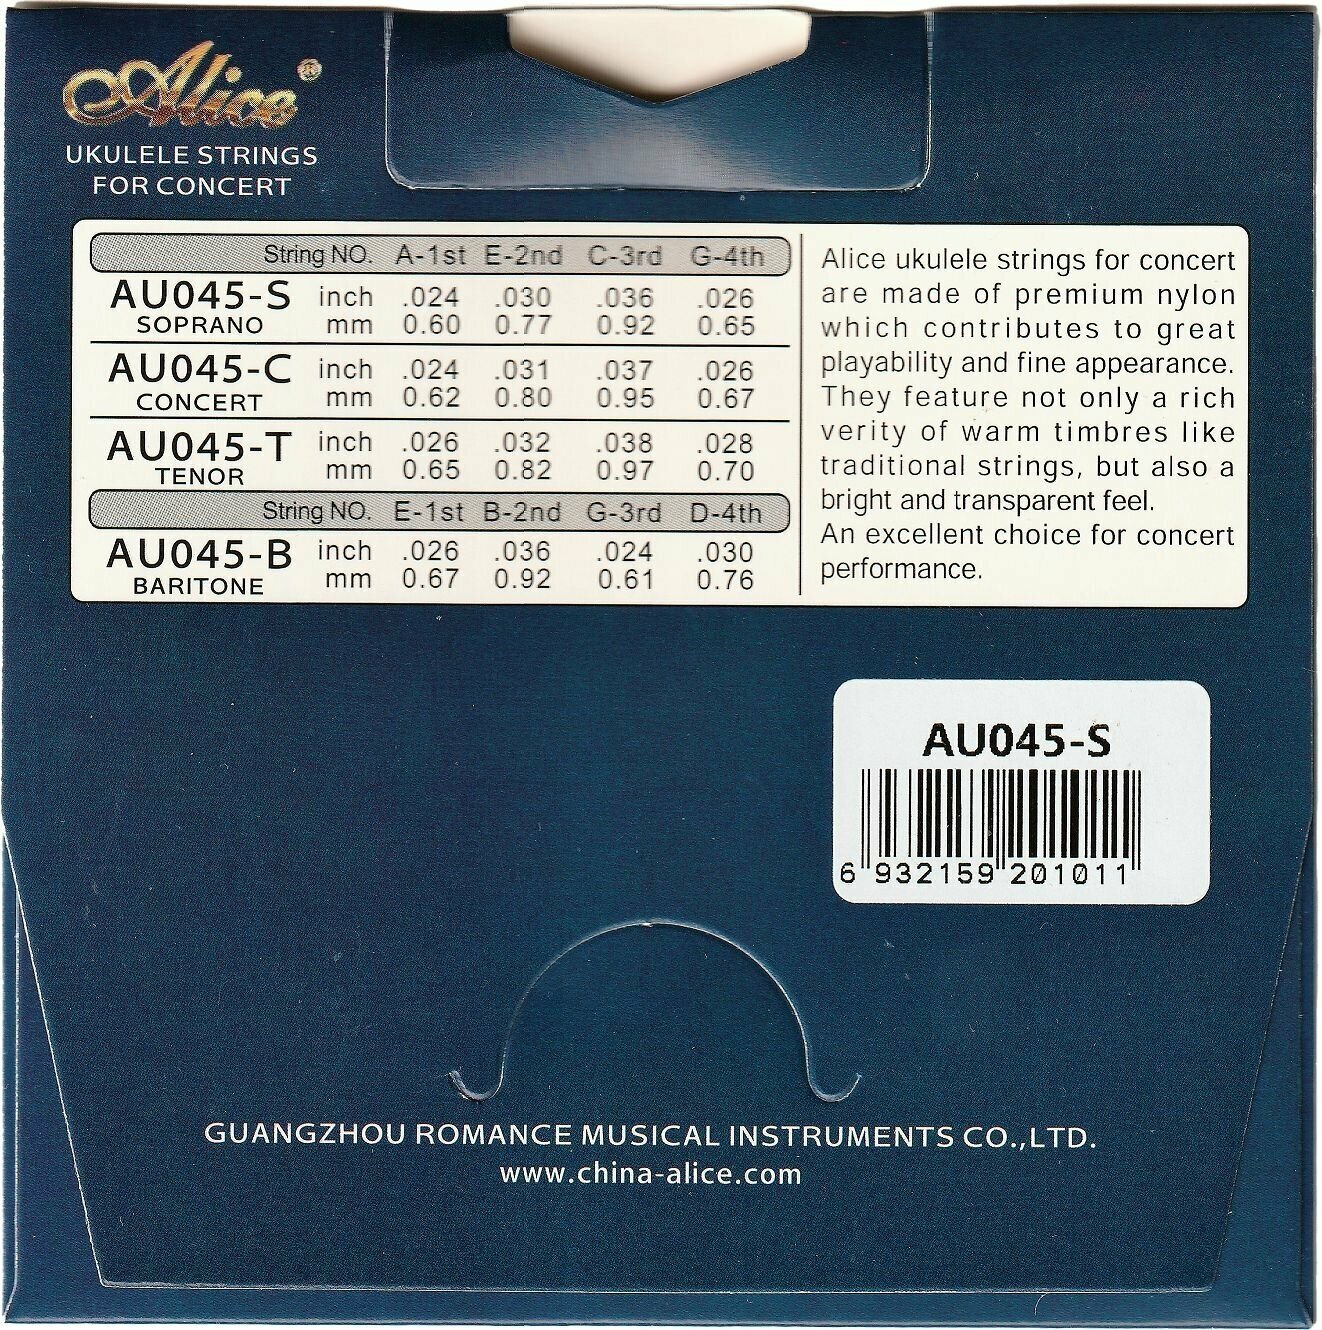 Alice®
UKULELE STRINGS
FOR CONCERT
String NO. A-1st E-2nd C-3rd G-4th
AU045-S inch .024 .030 .036 .026
SOPRANO mm 0.60 0.77 0.92 0.65
AU045-C inch .024 .031 .037 .026
CONCERT mm 0.62 0.80 0.95 0.67
AU045-T inch .026 .032 .038 .028
TENOR mm 0.65 0.82 0.97 0.70
String NO. E-1st B-2nd G-3rd D-4th
AU045-B inch .026 .036 .024 .030
BARITONE mm 0.67 0.92 0.61 0.76
Alice ukulele strings for concert
are made of premium nylon
which contributes to great
playability and fine appearance.
They feature not only a rich
verity of warm timbres like
traditional strings, but also a
bright and transparent feel.
An excellent choice for concert
performance.
AU045-S
6 932159 201011
GUANGZHOU ROMANCE MUSICAL INSTRUMENTS CO.,LTD.
www.china-alice.com